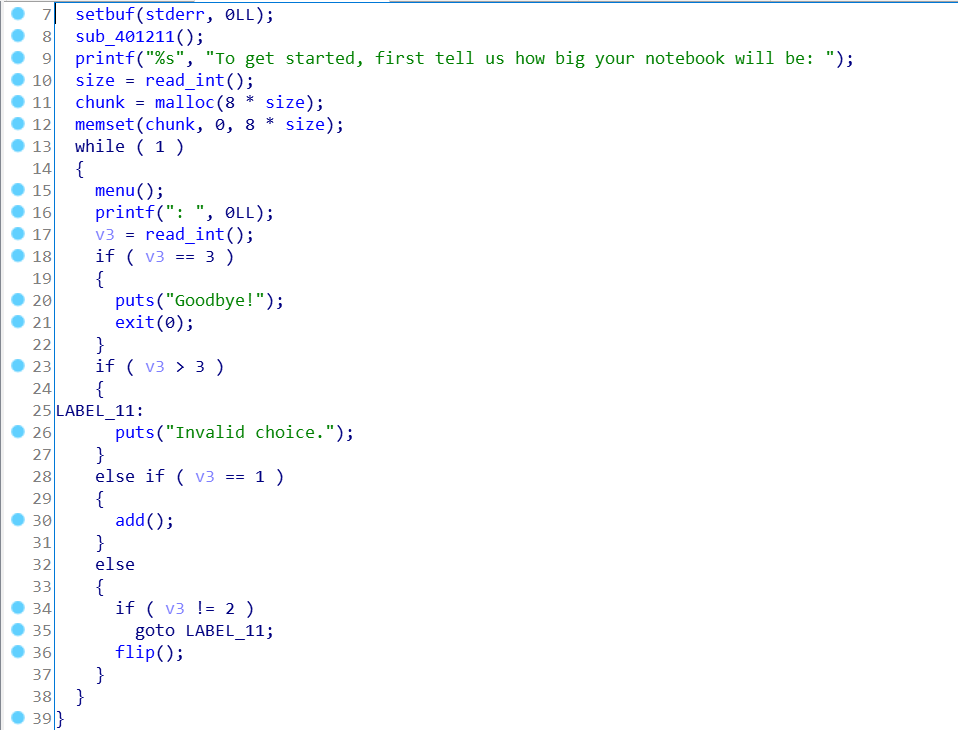 7 setbuf(stderr, 0LL);
8 sub_401211();
9 printf("%s", "To get started, first tell us how big your notebook will be: ");
10 size = read_int();
11 chunk = malloc(8 * size);
12 memset(chunk, 0, 8 * size);
13 while ( 1 )
14 {
15 menu();
16 printf(": ", 0LL);
17 v3 = read_int();
18 if ( v3 == 3 )
19 {
20 puts("Goodbye!");
21 exit(0);
22 }
23 if ( v3 > 3 )
24 {
25 LABEL_11:
26 puts("Invalid choice.");
27 }
28 else if ( v3 == 1 )
29 {
30 add();
31 }
32 else
33 {
34 if ( v3 != 2 )
35 goto LABEL_11;
36 flip();
37 }
38 }
39 }